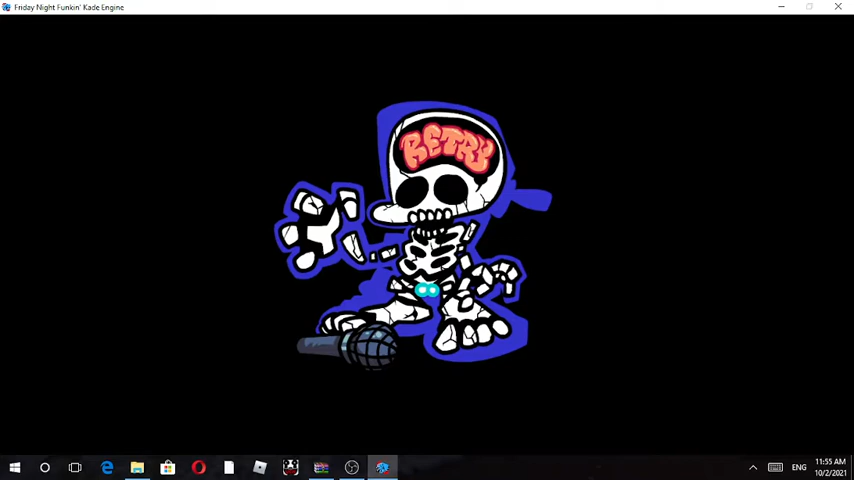 Friday Night Funkin' Kade Engine
RETRY
ENG
11:55 AM
10/2/2021